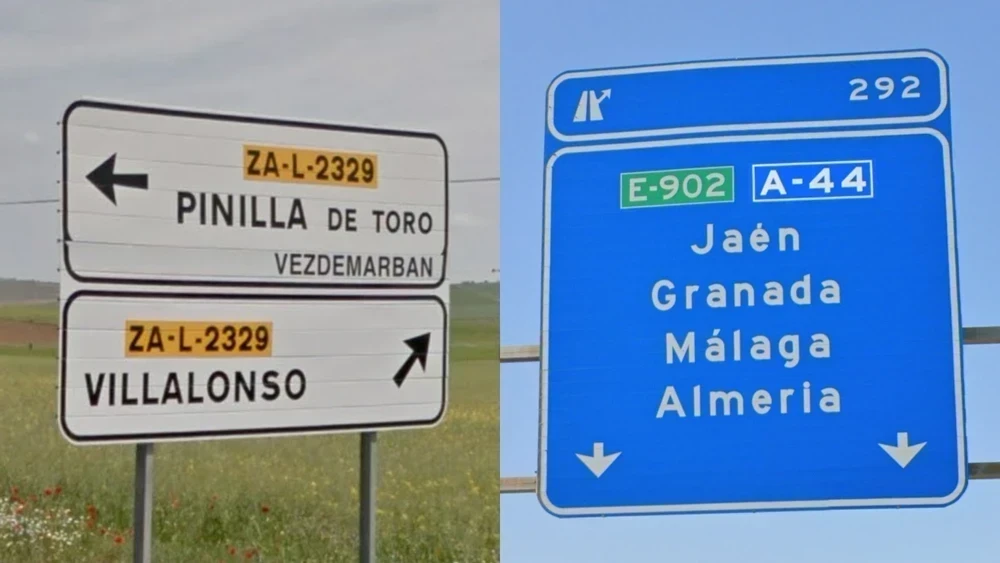 ZA-L-2329
PINILLA DE TORO
VEZDEMARBAN
ZA-L-2329
VILLALONSO
292
E-902 A-44
Jaén
Granada
Málaga
Almeria